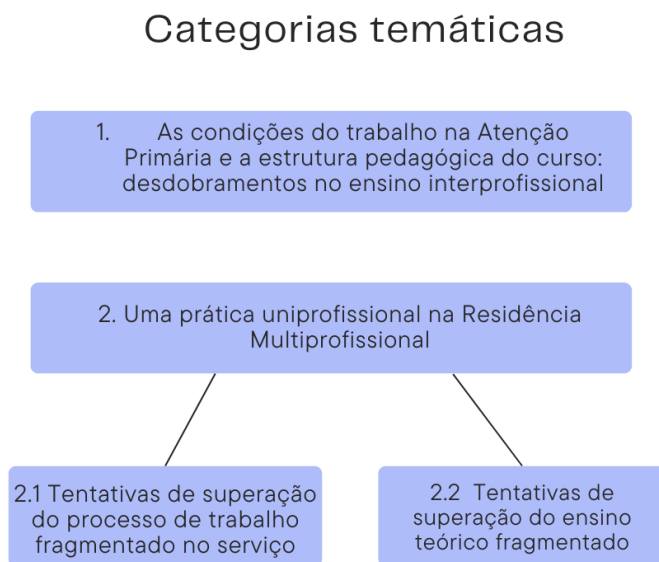 Categorias temáticas
1. As condições do trabalho na Atenção
Primária e a estrutura pedagógica do curso:
desdobramentos no ensino interprofissional
2. Uma prática uniprofissional na Residência
Multiprofissional
2.1 Tentativas de superação
do processo de trabalho
fragmentado no serviço
2.2 Tentativas de
superação do ensino
teórico fragmentado